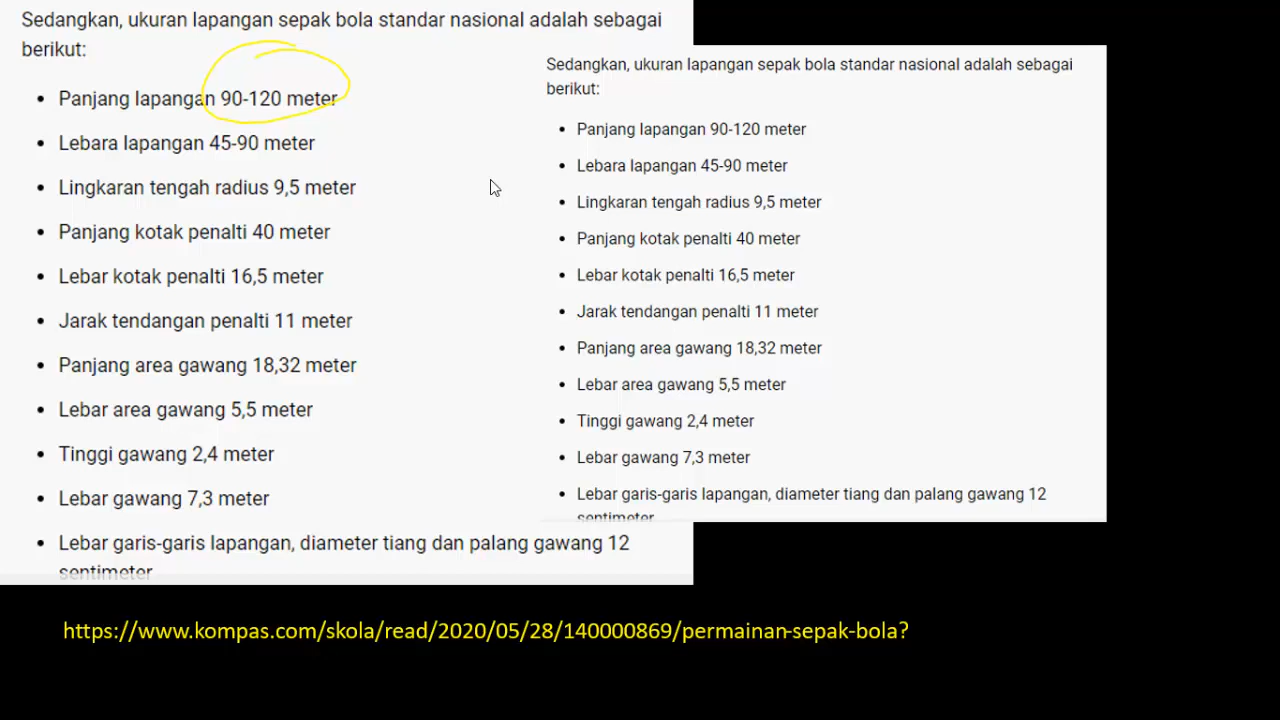 Sedangkan, ukuran lapangan sepak bola standar nasional adalah sebagai
berikut:
• Panjang lapangan 90-120 meter
• Lebara lapangan 45-90 meter
• Lingkaran tengah radius 9,5 meter
• Panjang kotak penalti 40 meter
• Lebar kotak penalti 16,5 meter
• Jarak tendangan penalti 11 meter
• Panjang area gawang 18,32 meter
• Lebar area gawang 5,5 meter
• Tinggi gawang 2,4 meter
• Lebar gawang 7,3 meter
• Lebar garis-garis lapangan, diameter tiang dan palang gawang 12
sentimeter
Sedangkan, ukuran lapangan sepak bola standar nasional adalah sebagai
berikut:
• Panjang lapangan 90-120 meter
• Lebara lapangan 45-90 meter
• Lingkaran tengah radius 9,5 meter
• Panjang kotak penalti 40 meter
• Lebar kotak penalti 16,5 meter
• Jarak tendangan penalti 11 meter
• Panjang area gawang 18,32 meter
• Lebar area gawang 5,5 meter
• Tinggi gawang 2,4 meter
• Lebar gawang 7,3 meter
• Lebar garis-garis lapangan, diameter tiang dan palang gawang 12
sentimeter
https://www.kompas.com/skola/read/2020/05/28/140000869/permainan-sepak-bola?